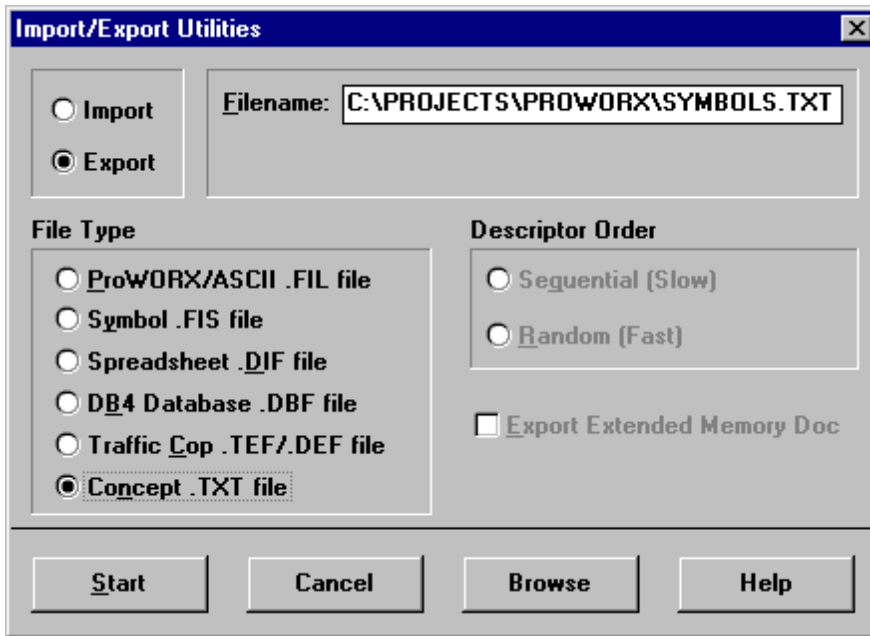 Import/Export Utilities
Import
Export
Filename: C:\PROJECTS\PROWORX\SYMBOLS.TXT
File Type
ProWORX/ASCII .FIL file
Symbol .FIS file
Spreadsheet .DIF file
DB4 Database .DBF file
Traffic Cop .TEF/.DEF file
Concept .TXT file
Descriptor Order
Sequential (Slow)
Random (Fast)
Export Extended Memory Doc
Start
Cancel
Browse
Help